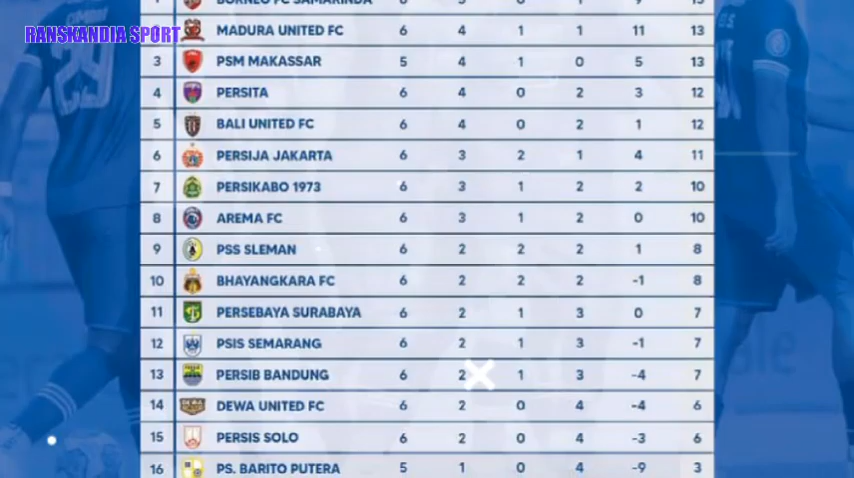 BORNEO FC SAMARINDA
RANSKANDIA SPORT
MADURA UNITED FC 6 4 1 1 11 13
3 PSM MAKASSAR 5 4 1 0 5 13
4 PERSITA 6 4 0 2 3 12
5 BALI UNITED FC 6 4 0 2 1 12
6 PERSIJA JAKARTA 6 3 2 1 4 11
7 PERSIKABO 1973 6 3 1 2 2 10
8 AREMA FC 6 3 1 2 0 10
9 PSS SLEMAN 6 2 2 2 1 8
10 BHAYANGKARA FC 6 2 2 2 -1 8
11 PERSEBAYA SURABAYA 6 2 1 3 0 7
12 PSIS SEMARANG 6 2 1 3 -1 7
13 PERSIB BANDUNG 6 2 1 3 -4 7
14 DEWA UNITED FC 6 2 0 4 -4 6
15 PERSIS SOLO 6 2 0 4 -3 6
16 PS. BARITO PUTERA 5 1 0 4 -9 3